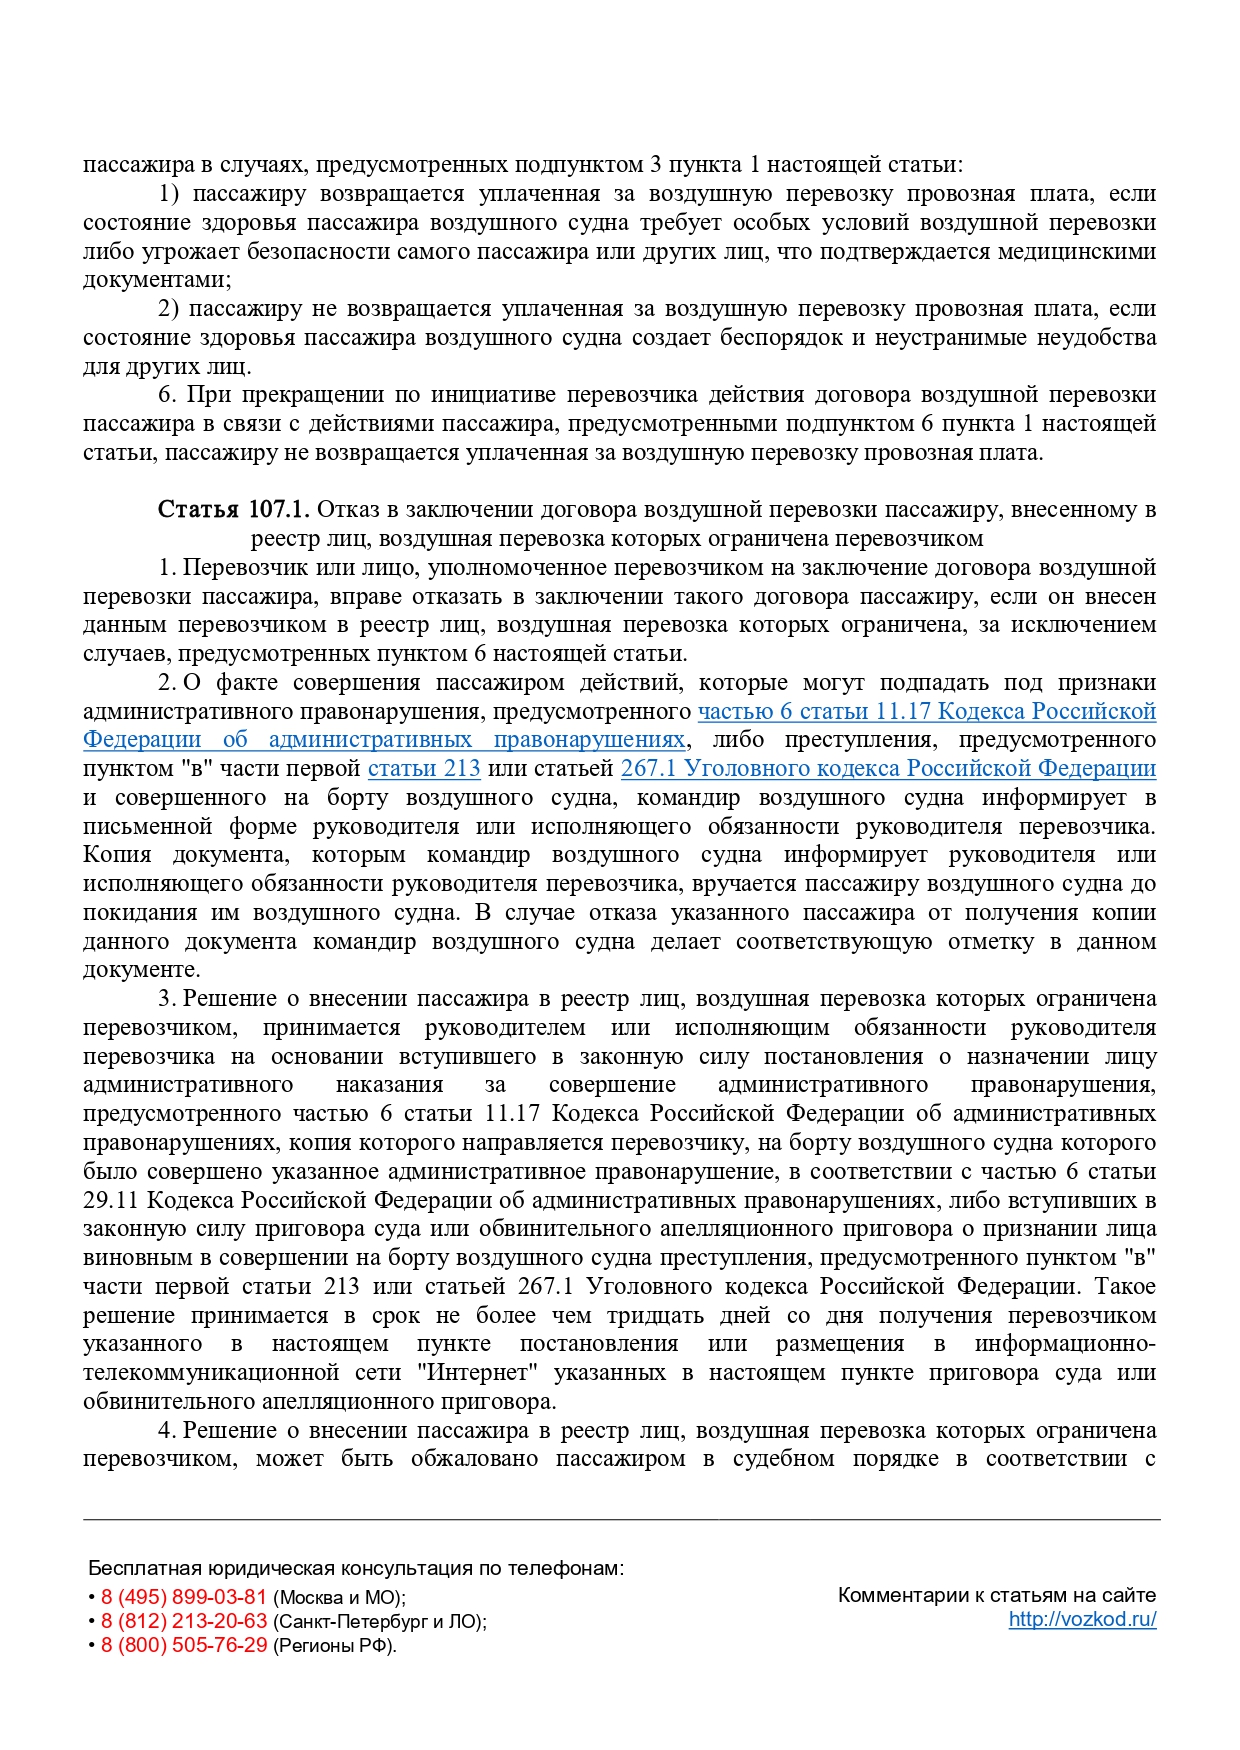 пассажира в случаях, предусмотренных подпунктом 3 пункта 1 настоящей статьи:
1) пассажиру возвращается уплаченная за воздушную перевозку провозная плата, если
состояние здоровья пассажира воздушного судна требует особых условий воздушной перевозки
либо угрожает безопасности самого пассажира или других лиц, что подтверждается медицинскими
документами;
2) пассажиру не возвращается уплаченная за воздушную перевозку провозная плата, если
состояние здоровья пассажира воздушного судна создает беспорядок и неустранимые неудобства
для других лиц.
6. При прекращении по инициативе перевозчика действия договора воздушной перевозки
пассажира в связи с действиями пассажира, предусмотренными подпунктом 6 пункта 1 настоящей
статьи, пассажиру не возвращается уплаченная за воздушную перевозку провозная плата.
Статья 107.1. Отказ в заключении договора воздушной перевозки пассажиру, внесенному в
реестр лиц, воздушная перевозка которых ограничена перевозчиком
1. Перевозчик или лицо, уполномоченное перевозчиком на заключение договора воздушной
перевозки пассажира, вправе отказать в заключении такого договора пассажиру, если он внесен
данным перевозчиком в реестр лиц, воздушная перевозка которых ограничена, за исключением
случаев, предусмотренных пунктом 6 настоящей статьи.
2. О факте совершения пассажиром действий, которые могут подпадать под признаки
административного правонарушения, предусмотренного частью 6 статьи 11.17 Кодекса Российской
Федерации об административных правонарушениях, либо преступления, предусмотренного
пунктом "в" части первой статьи 213 или статьей 267.1 Уголовного кодекса Российской Федерации
и совершенного на борту воздушного судна, командир воздушного судна информирует в
письменной форме руководителя или исполняющего обязанности руководителя перевозчика.
Копия документа, которым командир воздушного судна информирует руководителя или
исполняющего обязанности руководителя перевозчика, вручается пассажиру воздушного судна до
покидания им воздушного судна. В случае отказа указанного пассажира от получения копии
данного документа командир воздушного судна делает соответствующую отметку в данном
документе.
3. Решение о внесении пассажира в реестр лиц, воздушная перевозка которых ограничена
перевозчиком, принимается руководителем или исполняющим обязанности руководителя
перевозчика на основании вступившего в законную силу постановления о назначении лицу
административного наказания за совершение административного правонарушения,
предусмотренного частью 6 статьи 11.17 Кодекса Российской Федерации об административных
правонарушениях, копия которого направляется перевозчику, на борту воздушного судна которого
было совершено указанное административное правонарушение, в соответствии с частью 6 статьи
29.11 Кодекса Российской Федерации об административных правонарушениях, либо вступивших в
законную силу приговора суда или обвинительного апелляционного приговора о признании лица
виновным в совершении на борту воздушного судна преступления, предусмотренного пунктом "в"
части первой статьи 213 или статьей 267.1 Уголовного кодекса Российской Федерации. Такое
решение принимается в срок не более чем тридцать дней со дня получения перевозчиком
указанного в настоящем пункте постановления или размещения в информационно-
телекоммуникационной сети "Интернет" указанных в настоящем пункте приговора суда или
обвинительного апелляционного приговора.
4. Решение о внесении пассажира в реестр лиц, воздушная перевозка которых ограничена
перевозчиком, может быть обжаловано пассажиром в судебном порядке в соответствии с
Бесплатная юридическая консультация по телефонам:
• 8 (495) 899-03-81 (Москва и МО);
• 8 (812) 213-20-63 (Санкт-Петербург и ЛО);
• 8 (800) 505-76-29 (Регионы РФ).
Комментарии к статьям на сайте
http://vozkod.ru/